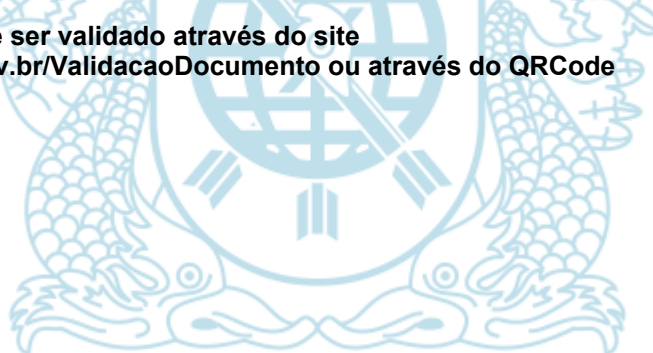 e ser validado através do site
v.br/ValidacaoDocumento ou através do QRCode